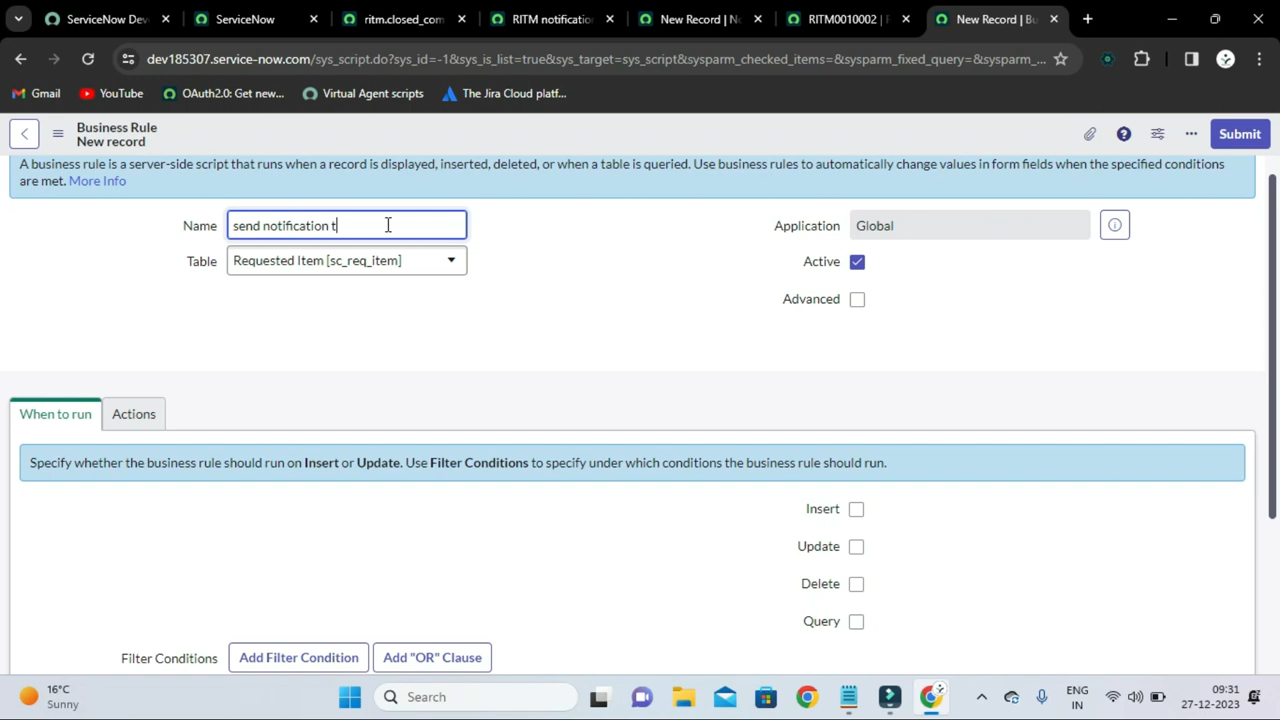 ServiceNow Dev
ServiceNow
ritm.closed_com
RITM notificatio
New Record | N
RITM0010002 | R
New Record | Bu
dev185307.service-now.com/sys_script.do?sys_id=-1&sys_is_list=true&sys_target=sys_script&sysparm_checked_items=&sysparm_fixed_query=&sysparm_...
Gmail
YouTube
OAuth2.0: Get new...
Virtual Agent scripts
The Jira Cloud platf...
Business Rule
New record
Submit
A business rule is a server-side script that runs when a record is displayed, inserted, deleted, or when a table is queried. Use business rules to automatically change values in form fields when the specified conditions
are met. More Info
Name send notification t
Application Global
Table Requested Item [sc_req_item]
Active
Advanced
When to run
Actions
Specify whether the business rule should run on Insert or Update. Use Filter Conditions to specify under which conditions the business rule should run.
Insert
Update
Delete
Query
Filter Conditions Add Filter Condition Add "OR" Clause
16°C
Sunny
Search
ENG
IN
09:31
27-12-2023